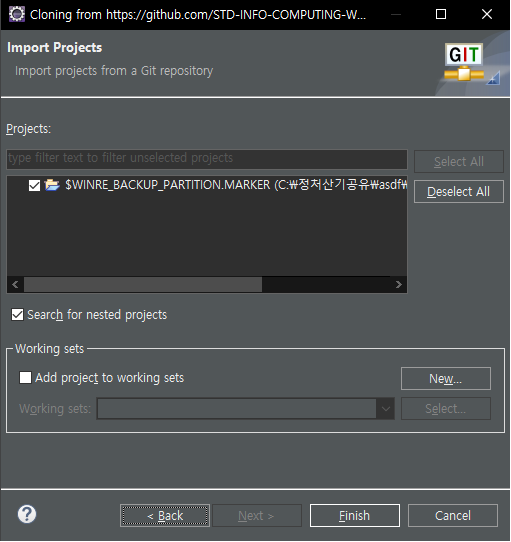 Cloning from https://github.com/STD-INFO-COMPUTING-W...
Import Projects
Import projects from a Git repository
GIT
Projects:
type filter text to filter unselected projects
Select All
$WINRE_BACKUP_PARTITION.MARKER (C:₩정처산기공유₩asdf₩
Deselect All
Search for nested projects
Working sets
Add project to working sets
New...
Working sets:
Select...
?
< Back
Next >
Finish
Cancel